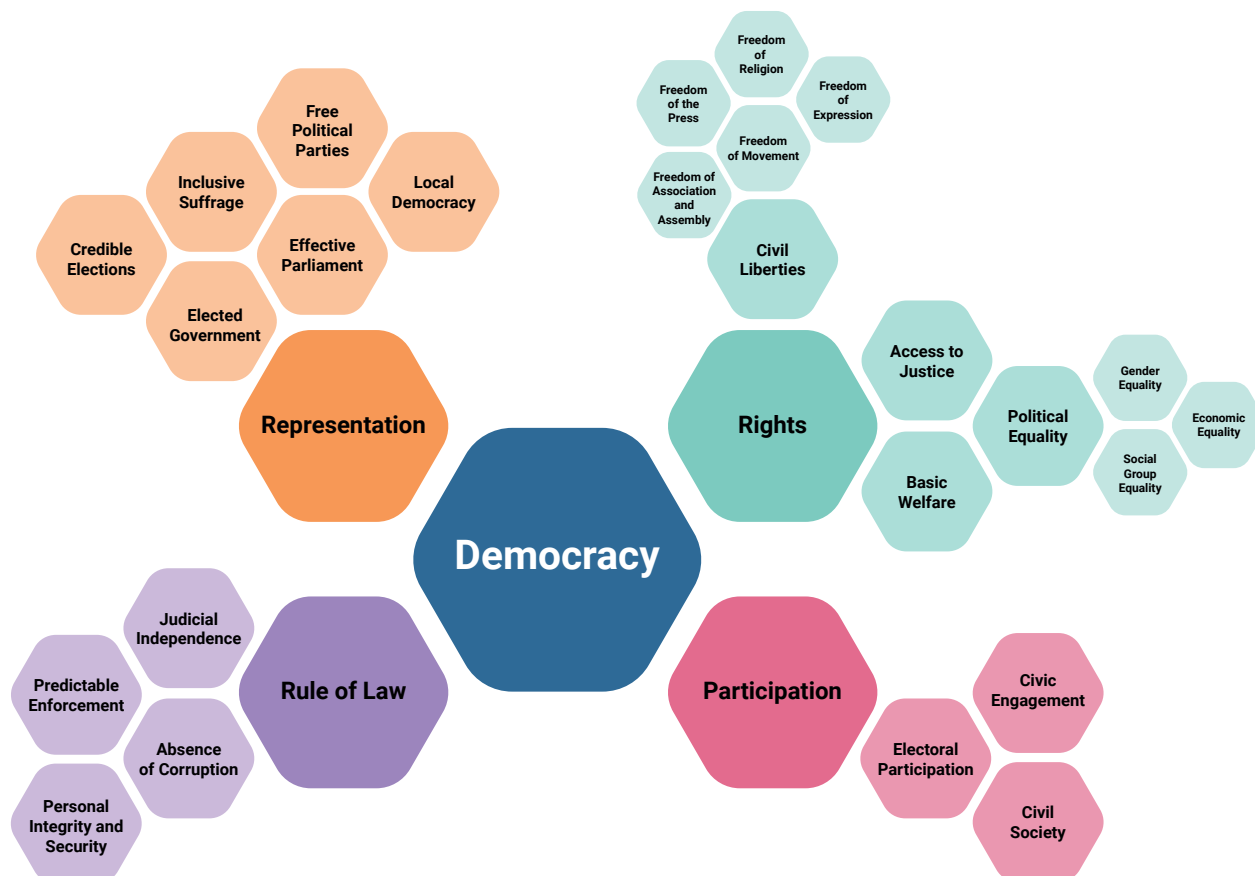 Free
Political
Parties
Inclusive
Suffrage
Local
Democracy
Credible
Elections
Effective
Parliament
Elected
Government
Representation
Freedom
of
Religion
Freedom
of the
Press
Freedom
of
Expression
Freedom
of Movement
Freedom of
Association
and
Assembly
Civil
Liberties
Rights
Access to
Justice
Basic
Welfare
Political
Equality
Gender
Equality
Economic
Equality
Social
Group
Equality
Democracy
Judicial
Independence
Predictable
Enforcement
Rule of Law
Absence
of Corruption
Personal
Integrity and
Security
Participation
Civic
Engagement
Electoral
Participation
Civil
Society